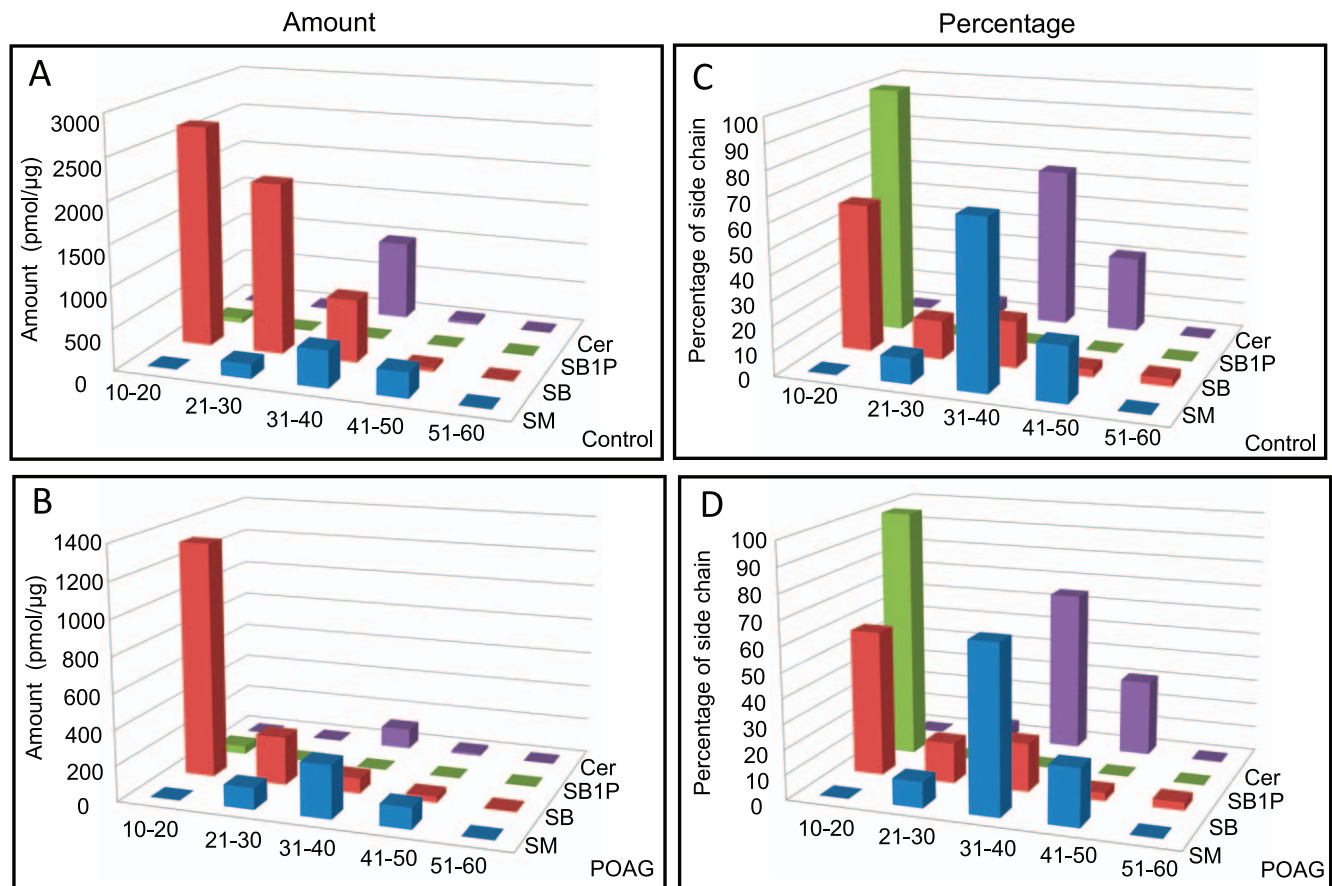 Amount
Percentage
A
Amount (pmol/µg)
3000
2500
2000
1500
1000
500
0
10-20
21-30
31-40
41-50
51-60
Cer
SB1P
SB
SM
Control
C
Percentage of side chain
100
90
80
70
60
50
40
30
20
10
0
10-20
21-30
31-40
41-50
51-60
Cer
SB1P
SB
SM
Control
B
Amount (pmol/µg)
1400
1200
1000
800
600
400
200
0
10-20
21-30
31-40
41-50
51-60
Cer
SB1P
SB
SM
POAG
D
Percentage of side chain
100
90
80
70
60
50
40
30
20
10
0
10-20
21-30
31-40
41-50
51-60
Cer
SB1P
SB
SM
POAG